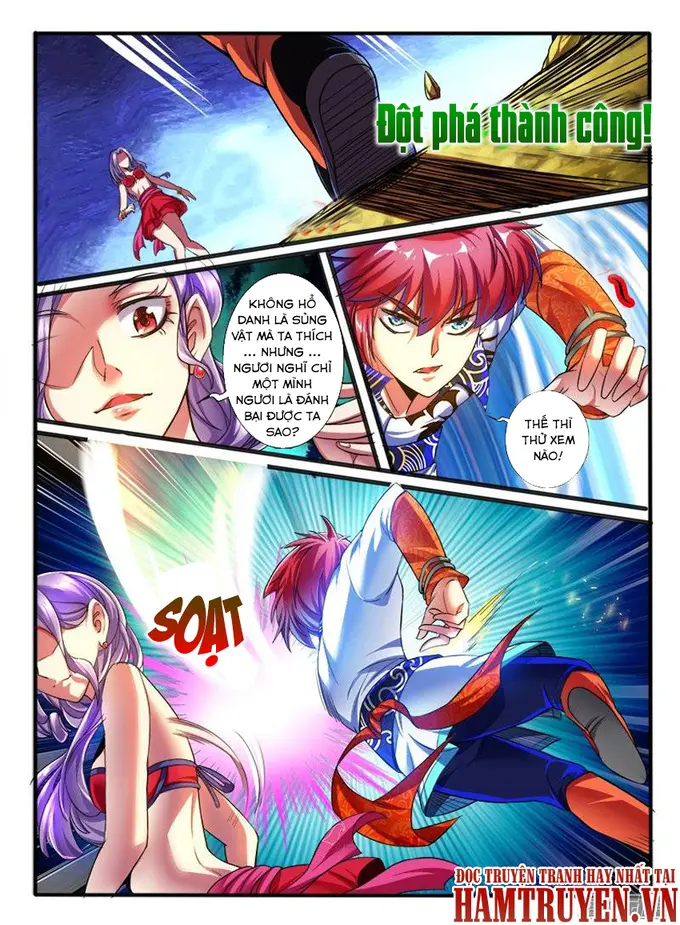 Đột phá thành công!
KHÔNG HỔ
DANH LÀ SỦNG
VẬT MÀ TA THÍCH
... NHƯNG ...
NGƯƠI NGHĨ CHỈ
MỘT MÌNH
NGƯƠI LÀ ĐÁNH
BẠI ĐƯỢC TA
SAO?
THẾ THÌ
THỬ XEM
NÀO!
SOẠT
ĐỌC TRUYỆN TRANH HAY NHẤT TẠI
HAMTRUYEN.VN